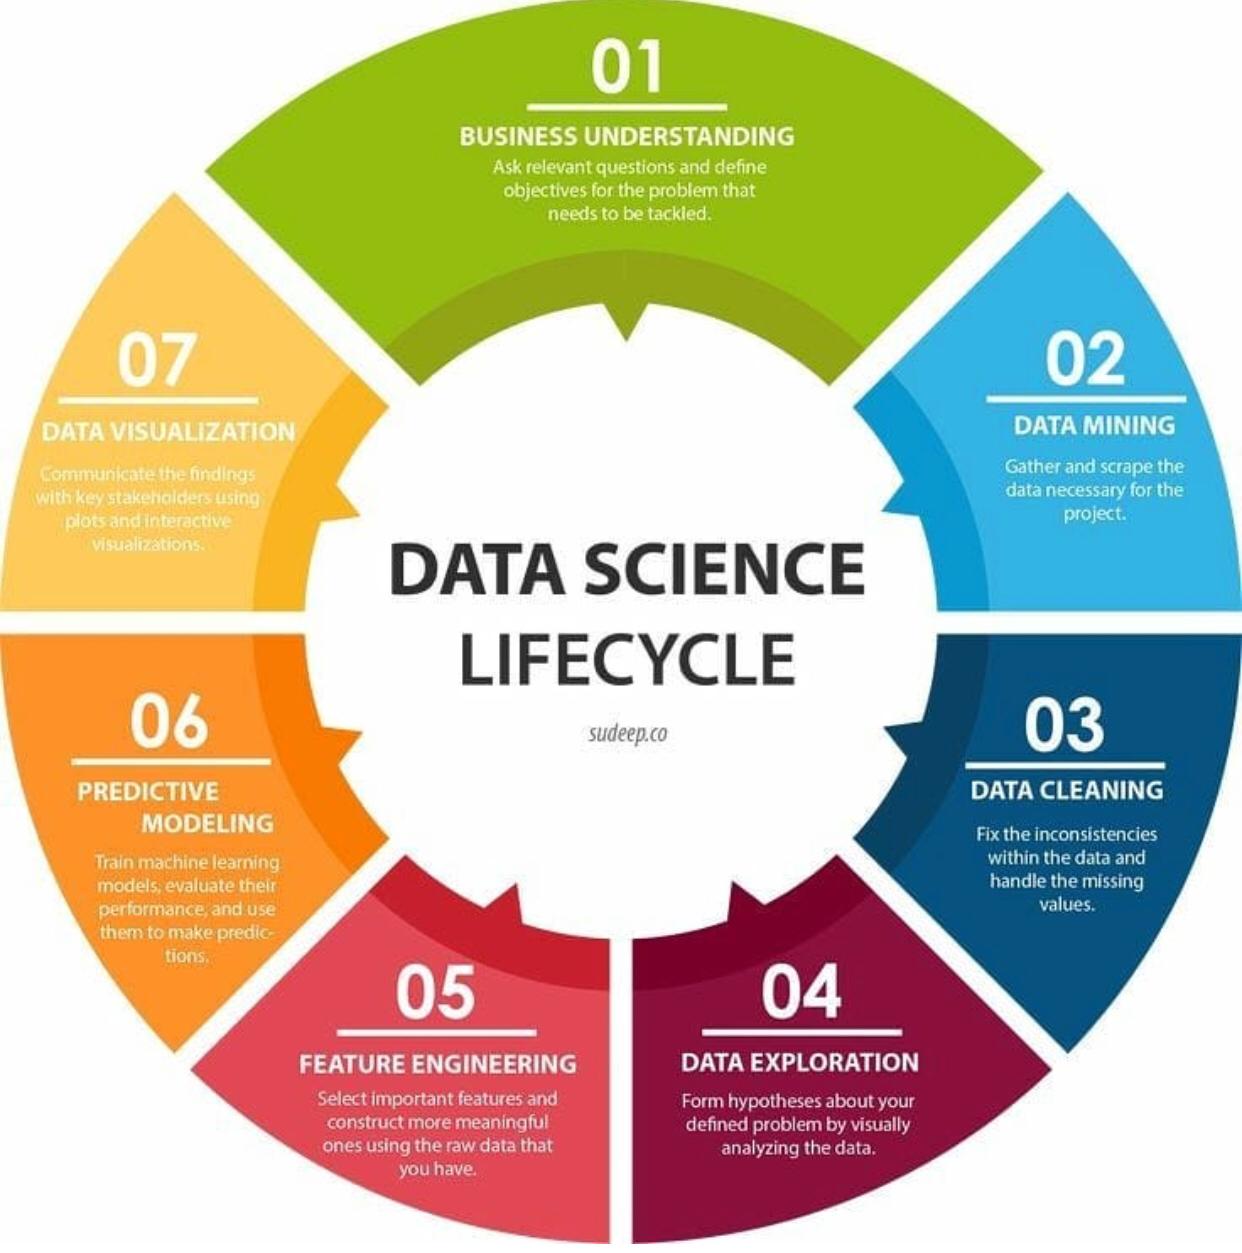 01
BUSINESS UNDERSTANDING
Ask relevant questions and define
objectives for the problem that
needs to be tackled.
02
DATA MINING
Gather and scrape the
data necessary for the
project.
03
DATA CLEANING
Fix the inconsistencies
within the data and
handle the missing
values.
04
DATA EXPLORATION
Form hypotheses about your
defined problem by visually
analyzing the data.
05
FEATURE ENGINEERING
Select important features and
construct more meaningful
ones using the raw data that
you have.
06
PREDICTIVE
MODELING
Train machine learning
models, evaluate their
performance, and use
them to make predic-
tions.
07
DATA VISUALIZATION
Communicate the findings
with key stakeholders using
plots and interactive
visualizations.
DATA SCIENCE
LIFECYCLE
sudeep.co